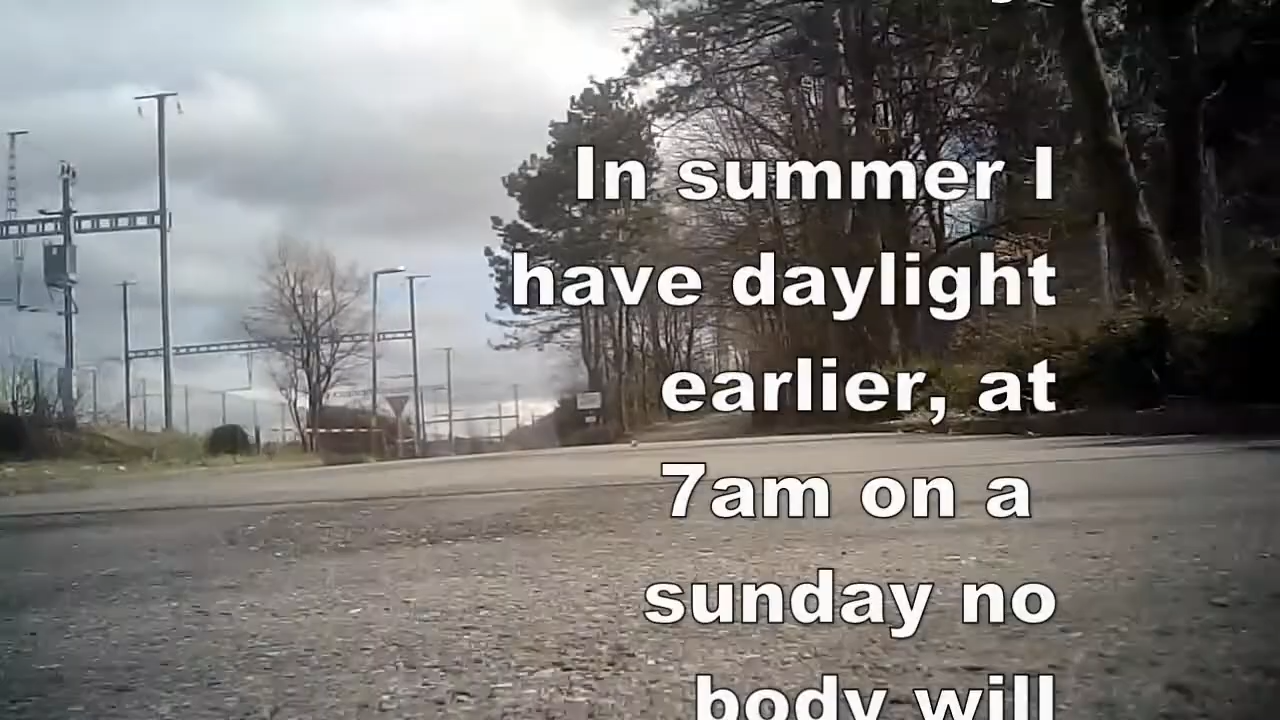 In summer I
have daylight
earlier, at
7am on a
sunday no
body will